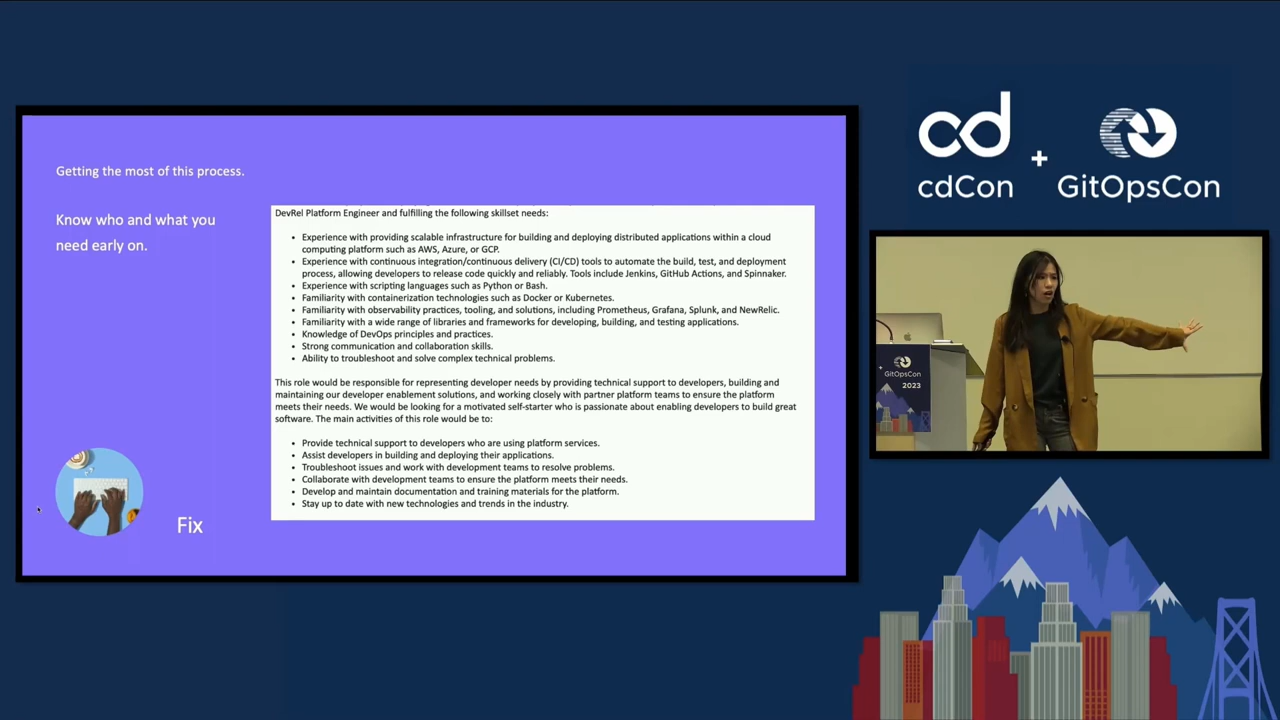 Getting the most of this process.
Know who and what you
need early on.
DevRel Platform Engineer and fulfilling the following skillset needs:
• Experience with providing scalable infrastructure for building and deploying distributed applications within a cloud
computing platform such as AWS, Azure, or GCP.
• Experience with continuous integration/continuous delivery (CI/CD) tools to automate the build, test, and deployment
process, allowing developers to release code quickly and reliably. Tools include Jenkins, GitHub Actions, and Spinnaker.
• Experience with scripting languages such as Python or Bash.
• Familiarity with containerization technologies such as Docker or Kubernetes.
• Familiarity with observability practices, tooling, and solutions, including Prometheus, Grafana, Splunk, and NewRelic.
• Familiarity with a wide range of libraries and frameworks for developing, building, and testing applications.
• Knowledge of DevOps principles and practices.
• Strong communication and collaboration skills.
• Ability to troubleshoot and solve complex technical problems.
This role would be responsible for representing developer needs by providing technical support to developers, building and
maintaining our developer enablement solutions, and working closely with partner platform teams to ensure the platform
meets their needs. We would be looking for a motivated self-starter who is passionate about enabling developers to build great
software. The main activities of this role would be to:
• Provide technical support to developers who are using platform services.
• Assist developers in building and deploying their applications.
• Troubleshoot issues and work with development teams to resolve problems.
• Collaborate with development teams to ensure the platform meets their needs.
• Develop and maintain documentation and training materials for the platform.
• Stay up to date with new technologies and trends in the industry.
Fix
cd
cdCon
+
GitOpsCon
+ GitOpsCon
2023